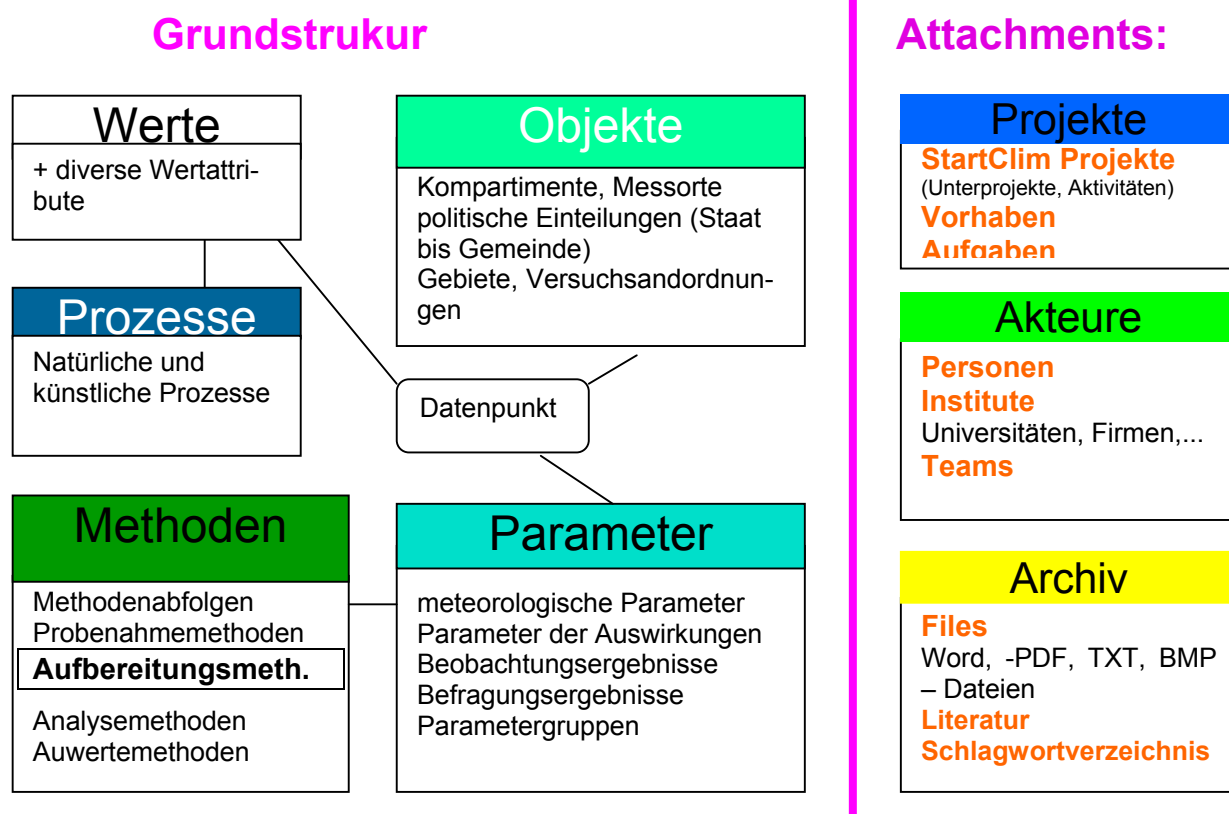 Grundstrukur
Werte
+ diverse Wertattri-
bute
Objekte
Kompartimente, Messorte
politische Einteilungen (Staat
bis Gemeinde)
Gebiete, Versuchsandordnun-
gen
Prozesse
Natürliche und
künstliche Prozesse
Datenpunkt
Methoden
Methodenabfolgen
Probenahmemethoden
Aufbereitungsmeth.
Analysemethoden
Auwertemethoden
Parameter
meteorologische Parameter
Parameter der Auswirkungen
Beobachtungsergebnisse
Befragungsergebnisse
Parametergruppen
Attachments:
Projekte
StartClim Projekte
(Unterprojekte, Aktivitäten)
Vorhaben
Aufgaben
Akteure
Personen
Institute
Universitäten, Firmen,...
Teams
Archiv
Files
Word, -PDF, TXT, BMP
– Dateien
Literatur
Schlagwortverzeichnis